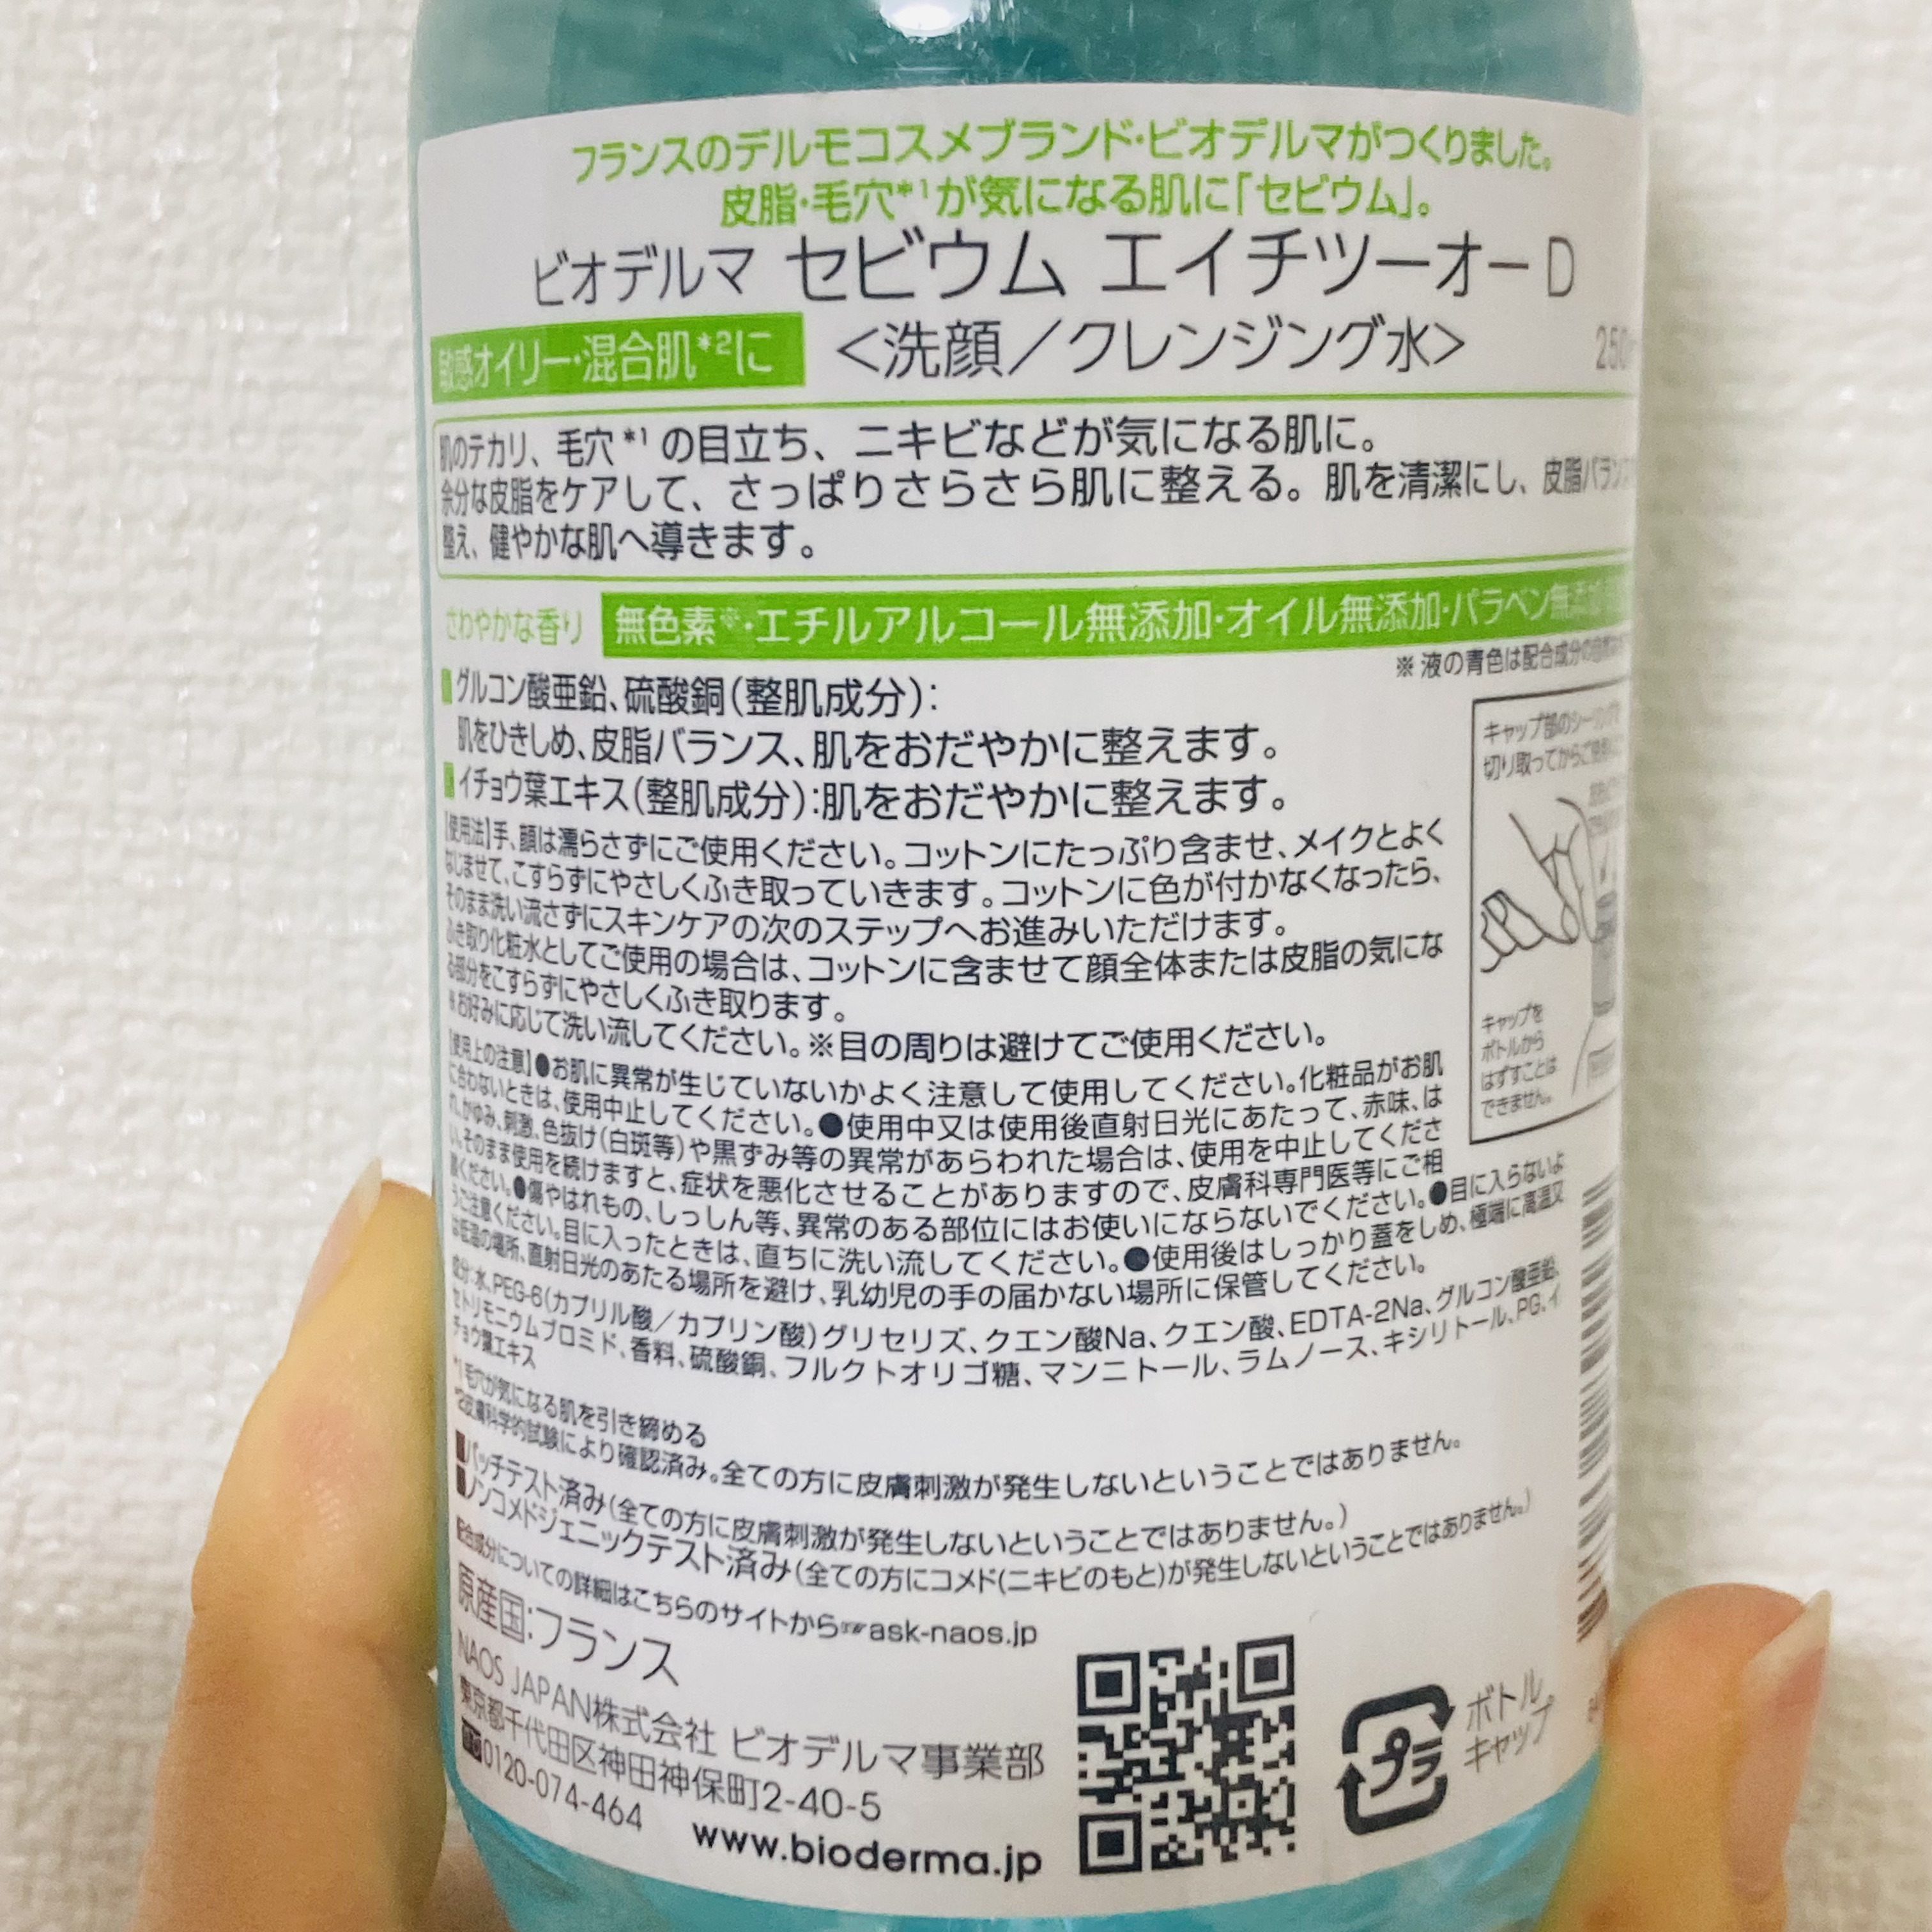 フランスのデルモコスメブランド・ビオデルマがつくりました。
皮脂・毛穴*1が気になる肌に「セビウム」。
ビオデルマ セビウム エイチツーオーD
敏感オイリー・混合肌*2に
<洗顔／クレンジング水>
250
肌のテカリ、毛穴*1の目立ち、ニキビなどが気になる肌に。
余分な皮脂をケアして、さっぱりさらさら肌に整える。肌を清潔にし、皮脂バランス
整え、健やかな肌へ導きます。
さわやかな香り
無色素※・エチルアルコール無添加・オイル無添加・パラベン無添加
※ 液の青色は配合成分の
■グルコン酸亜鉛、硫酸銅(整肌成分):
肌をひきしめ、皮脂バランス、肌をおだやかに整えます。
■イチョウ葉エキス(整肌成分):肌をおだやかに整えます。
【使用法】手、顔は濡らさずにご使用ください。コットンにたっぷり含ませ、メイクとよく
なじませて、こすらずにやさしくふき取っていきます。コットンに色が付かなくなったら、
そのまま洗い流さずにスキンケアの次のステップへお進みいただけます。
ふき取り化粧水としてご使用の場合は、コットンに含ませて顔全体または皮脂の気にな
る部分をこすらずにやさしくふき取ります。
※お好みに応じて洗い流してください。※目の周りは避けてご使用ください。
キャップ部のシールを
切り取ってからご使用
キャップを
ボトルから
はずすことは
できません。
【使用上の注意】●お肌に異常が生じていないかよく注意して使用してください。化粧品がお肌
に合わないときは、使用中止してください。●使用中又は使用後直射日光にあたって、赤味、は
れ、かゆみ、刺激、色抜け(白斑等)や黒ずみ等の異常があらわれた場合は、使用を中止してくださ
い。そのまま使用を続けますと、症状を悪化させることがありますので、皮膚科専門医等にご相
談ください。●傷やはれもの、しっしん等、異常のある部位にはお使いにならないでください。●目に入らないよ
うご注意ください。目に入ったときは、直ちに洗い流してください。●使用後はしっかり蓋をしめ、極端に高温又
は低温の場所、直射日光のあたる場所を避け、乳幼児の手の届かない場所に保管してください。
成分:水、PEG-6(カプリル酸／カプリン酸)グリセリズ、クエン酸Na、クエン酸、EDTA-2Na、グルコン酸亜鉛、
セトリモニウムブロミド、香料、硫酸銅、フルクトオリゴ糖、マンニトール、ラムノース、キシリトール、PG、イ
チョウ葉エキス
*1毛穴が気になる肌を引き締める
*2皮膚科学的試験により確認済み。全ての方に皮膚刺激が発生しないということではありません。
■パッチテスト済み(全ての方に皮膚刺激が発生しないということではありません。)
■ノンコメドジェニックテスト済み(全ての方にコメド(ニキビのもと)が発生しないということではありません。)
配合成分についての詳細はこちらのサイトから☞ask-naos.jp
原産国:フランス
NAOS JAPAN株式会社 ビオデルマ事業部
東京都千代田区神田神保町2-40-5
0120-074-464
www.bioderma.jp
プラ
ボトル
キャップ